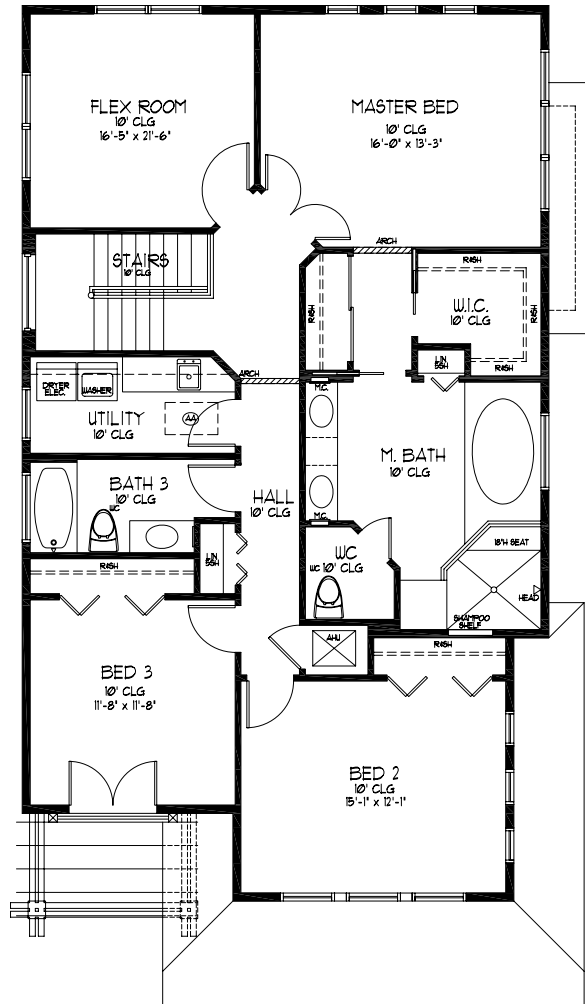 FLEX ROOM
10' CLG
16'-5" x 21'-6"
MASTER BED
10' CLG
16'-0" x 13'-3"
ARCH
STAIRS
10' CLG
R&SH
R&SH
W.I.C.
10' CLG
R&SH
R&SH
LIN
5SH
ARCH
M.C.
DRYER
ELEC.
WASHER
UTILITY
10' CLG
AA
M. BATH
10' CLG
BATH 3
10' CLG
WC
HALL
10' CLG
M.C.
18"H SEAT
LIN
5SH
WC
WC
10' CLG
HEAD
SHAMPOO
SHELF
R&SH
AHU
R&SH
BED 3
10' CLG
11'-8" x 11'-8"
BED 2
10' CLG
15'-1" x 12'-1"